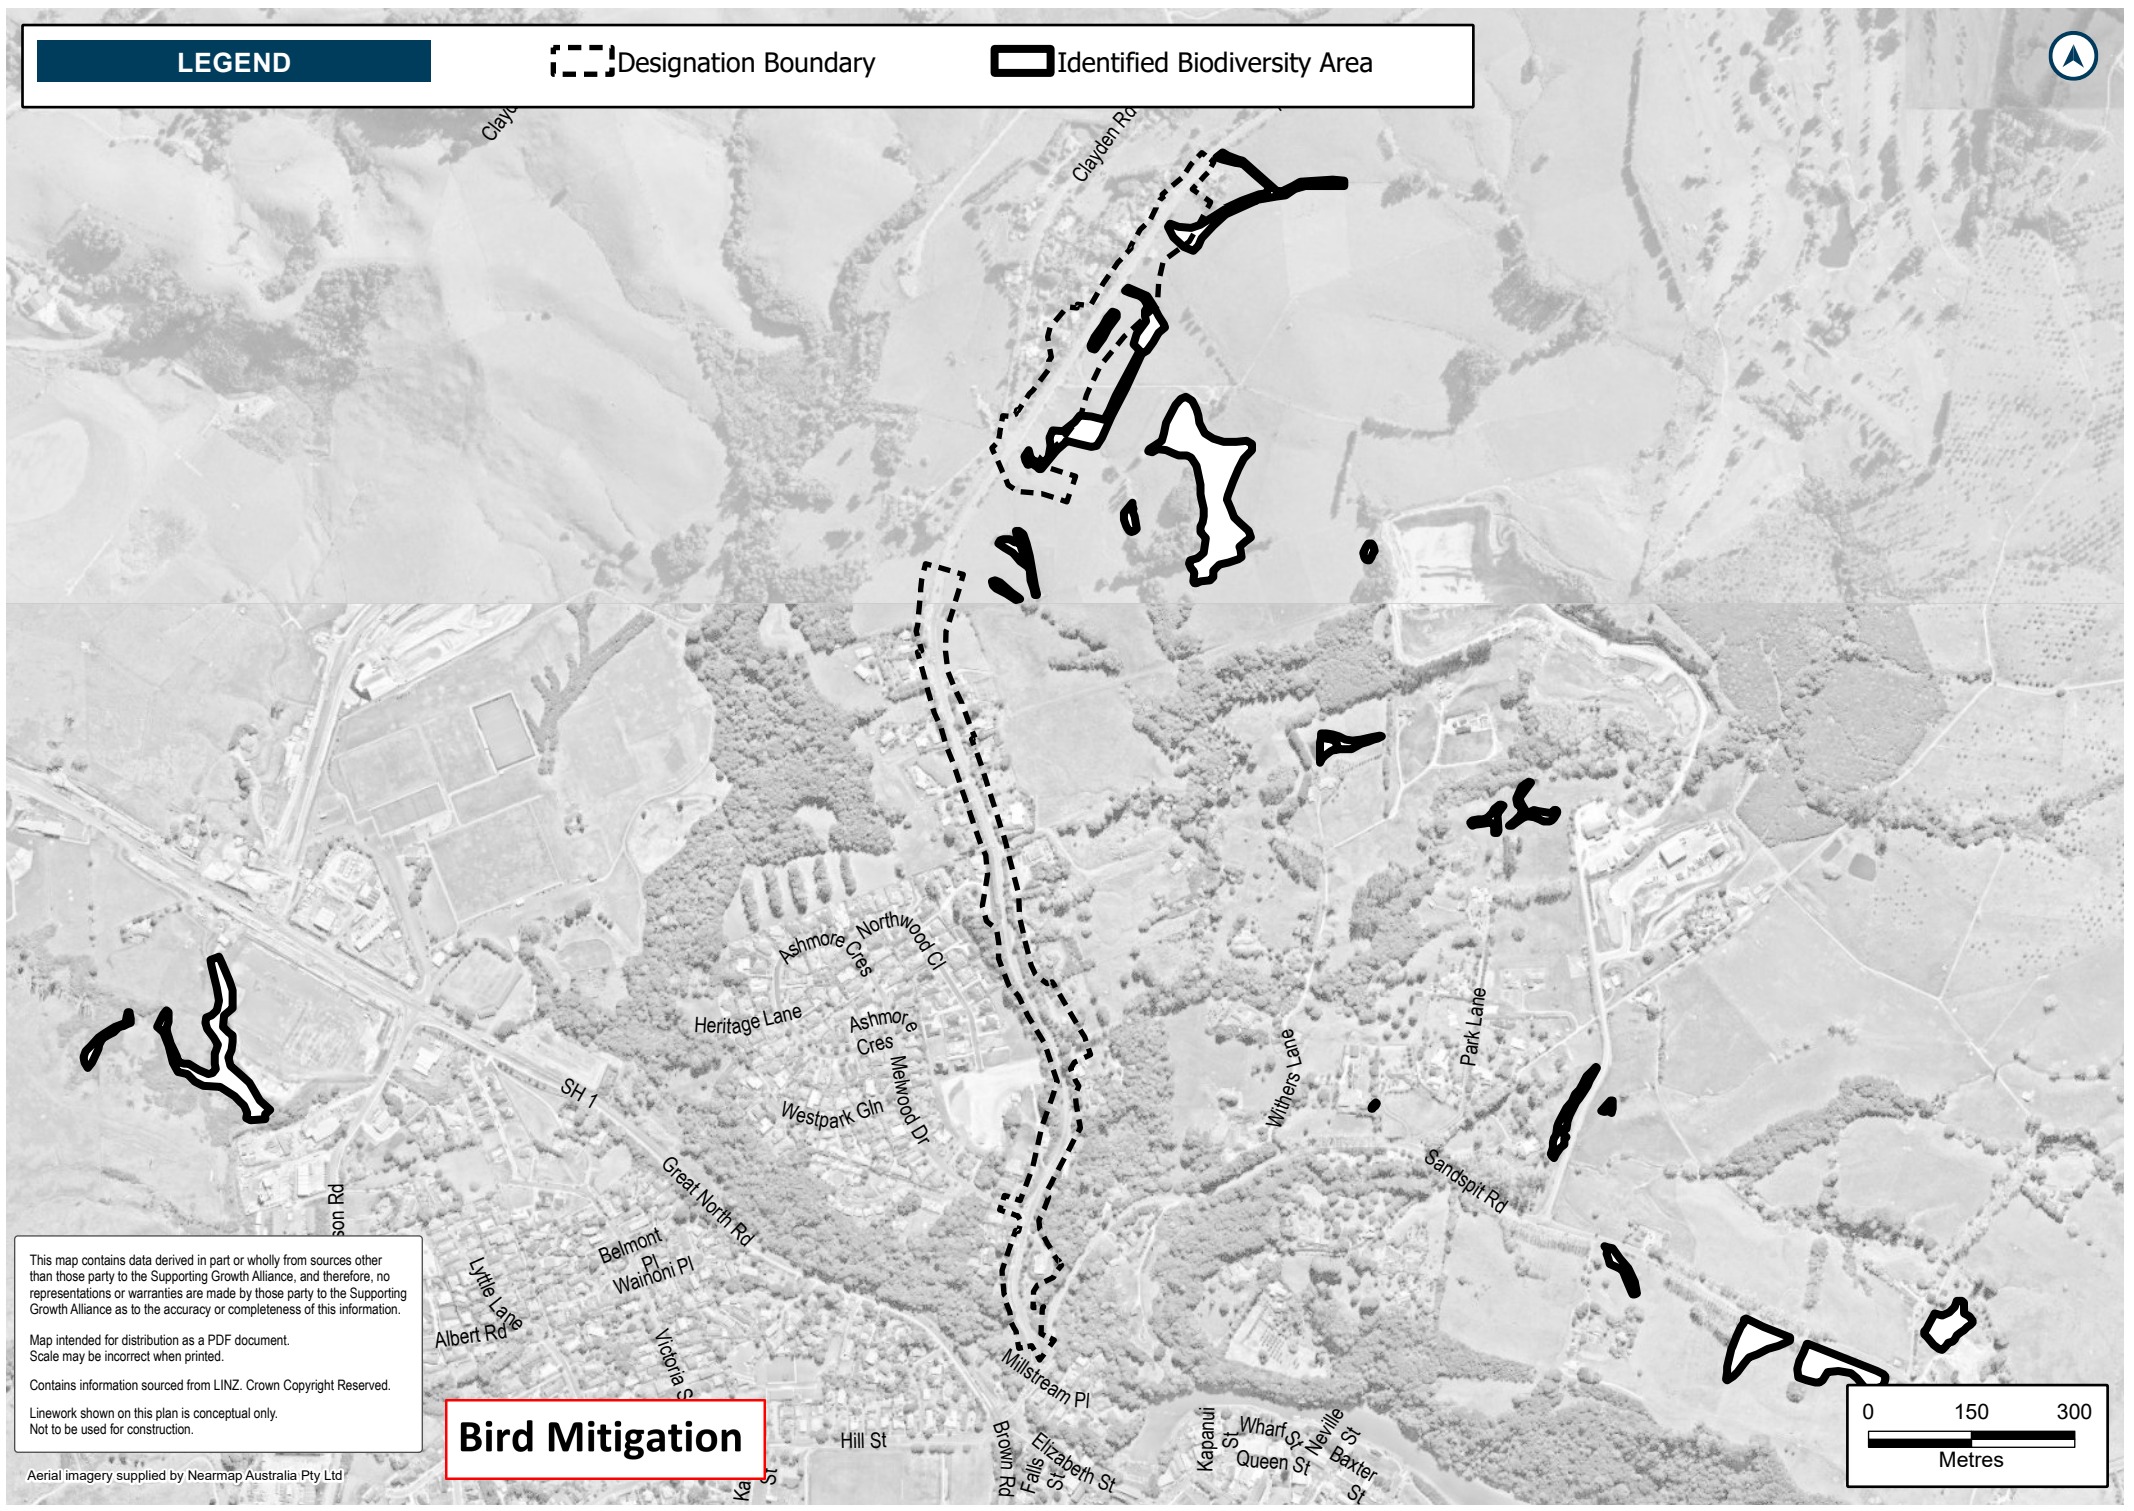 LEGEND
Designation Boundary
Identified Biodiversity Area
Clayden Rd
Northwood Cl
Ashmore Cres
Heritage Lane
Ashmore
Cres
Melwood Dr
Westpark Gln
SH 1
Great North Rd
Withers Lane
Park Lane
Sandspit Rd
son Rd
Belmont
Pl
Wainoni Pl
Lyttle Lane
Albert Rd
Victoria S
Millstream Pl
Hill St
Brown Rd
Falls St
Elizabeth St
Kapanui
St
Wharf St
Queen St
Neville
St
Baxter
St
Ka
St
This map contains data derived in part or wholly from sources other
than those party to the Supporting Growth Alliance, and therefore, no
representations or warranties are made by those party to the Supporting
Growth Alliance as to the accuracy or completeness of this information.
Map intended for distribution as a PDF document.
Scale may be incorrect when printed.
Contains information sourced from LINZ. Crown Copyright Reserved.
Linework shown on this plan is conceptual only.
Not to be used for construction.
Aerial imagery supplied by Nearmap Australia Pty Ltd
Bird Mitigation
0 150 300
Metres